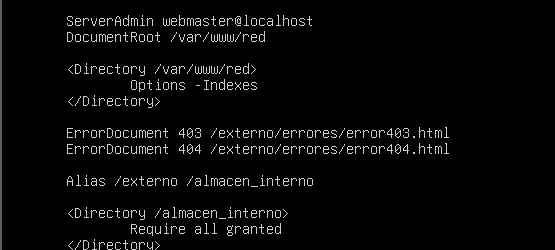 ServerAdmin webmaster@localhost
DocumentRoot /var/www/red
<Directory /var/www/red>
Options -Indexes
</Directory>
ErrorDocument 403 /externo/errores/error403.html
ErrorDocument 404 /externo/errores/error404.html
Alias /externo /almacen_interno
<Directory /almacen_interno>
Require all granted
</Directory>